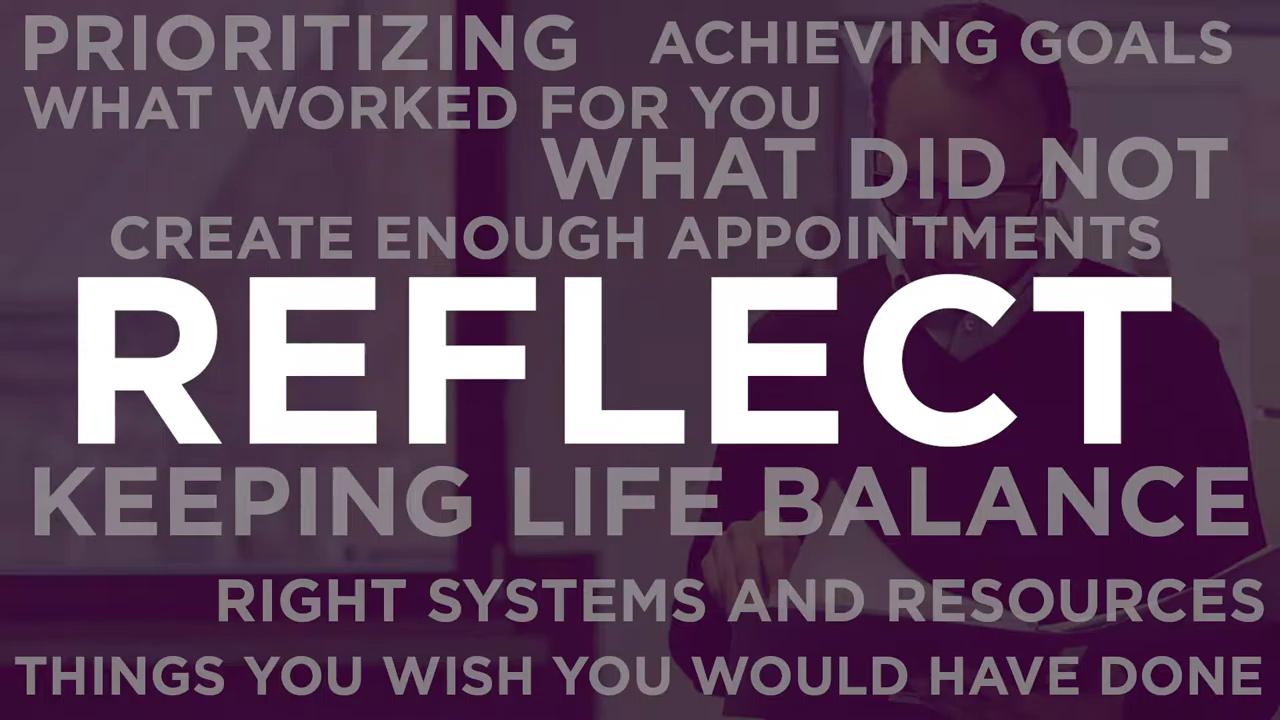 PRIORITIZING
ACHIEVING GOALS
WHAT WORKED FOR YOU
WHAT DID NOT
CREATE ENOUGH APPOINTMENTS
REFLECT
KEEPING LIFE BALANCE
RIGHT SYSTEMS AND RESOURCES
THINGS YOU WISH YOU WOULD HAVE DONE